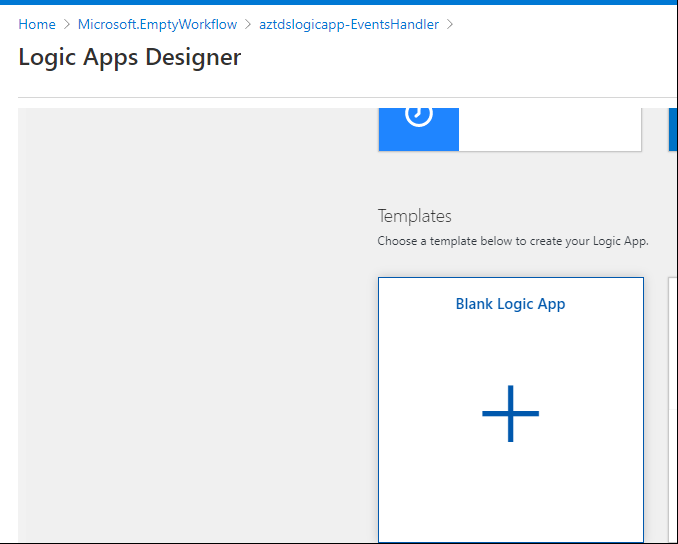 Home > Microsoft.EmptyWorkflow > aztdslogicapp-EventsHandler >
Logic Apps Designer
Templates
Choose a template below to create your Logic App.
Blank Logic App